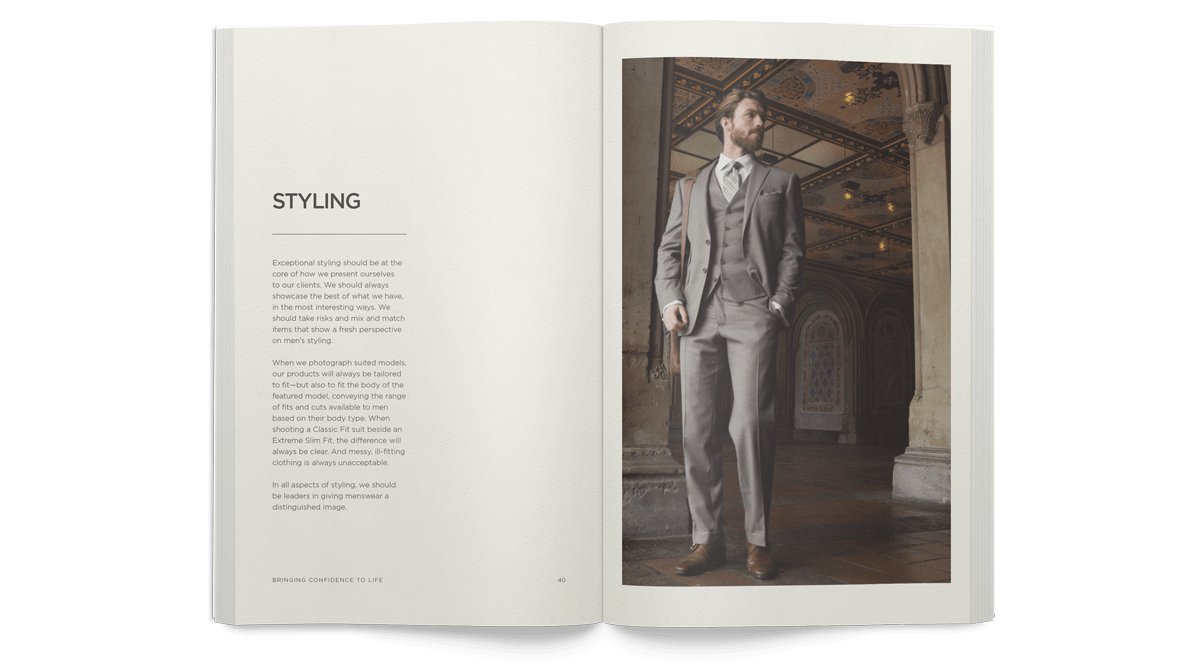 STYLING
Exceptional styling should be at the
core of how we present ourselves
to our clients. We should always
showcase the best of what we have,
in the most interesting ways. We
should take risks and mix and match
items that show a fresh perspective
on men's styling.
When we photograph suited models,
our products will always be tailored
to fit—but also to fit the body of the
featured model, conveying the range
of fits and cuts available to men
based on their body type. When
shooting a Classic Fit suit beside an
Extreme Slim Fit, the difference will
always be clear. And messy, ill-fitting
clothing is always unacceptable.
In all aspects of styling, we should
be leaders in giving menswear a
distinguished image.
BRINGING CONFIDENCE TO LIFE
40